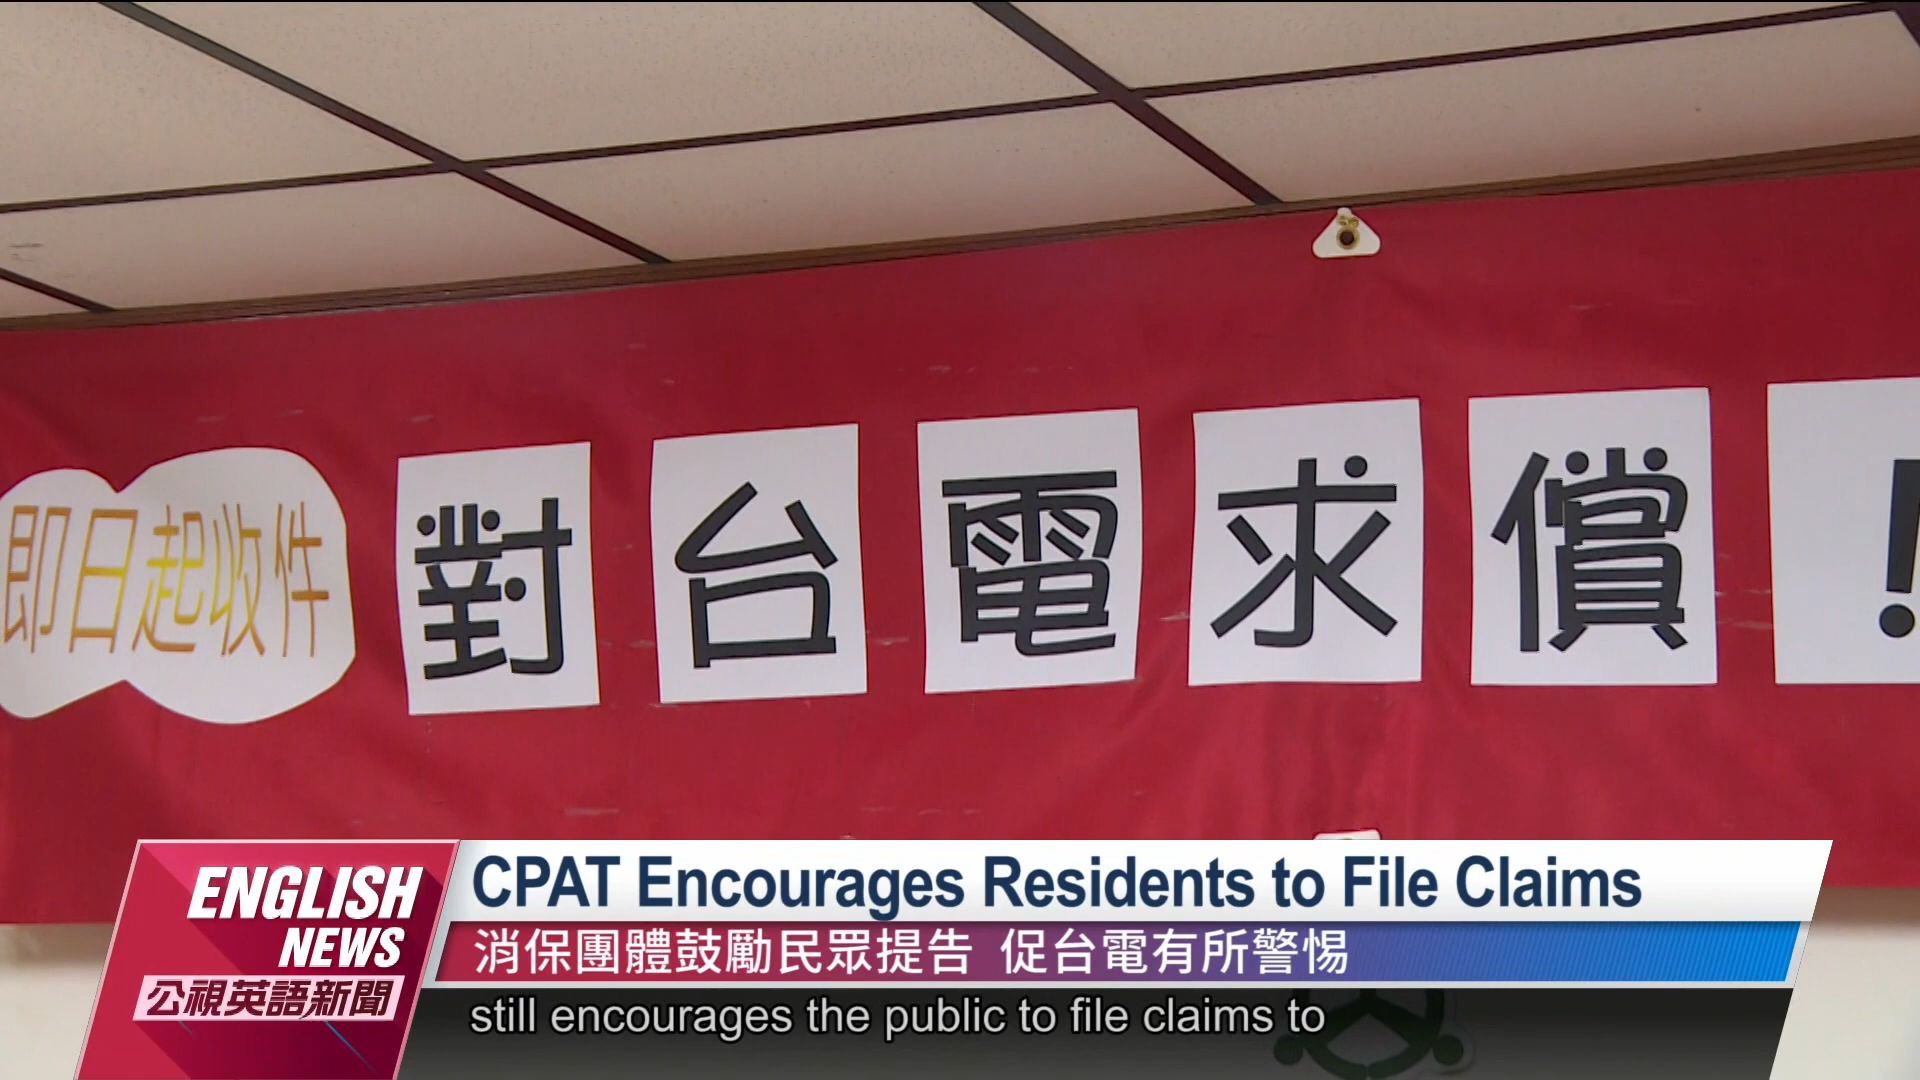 即日起收件
對台電求償!
ENGLISH
NEWS
公視英語新聞
CPAT Encourages Residents to File Claims
消保團體鼓勵民眾提告 促台電有所警惕
still encourages the public to file claims to